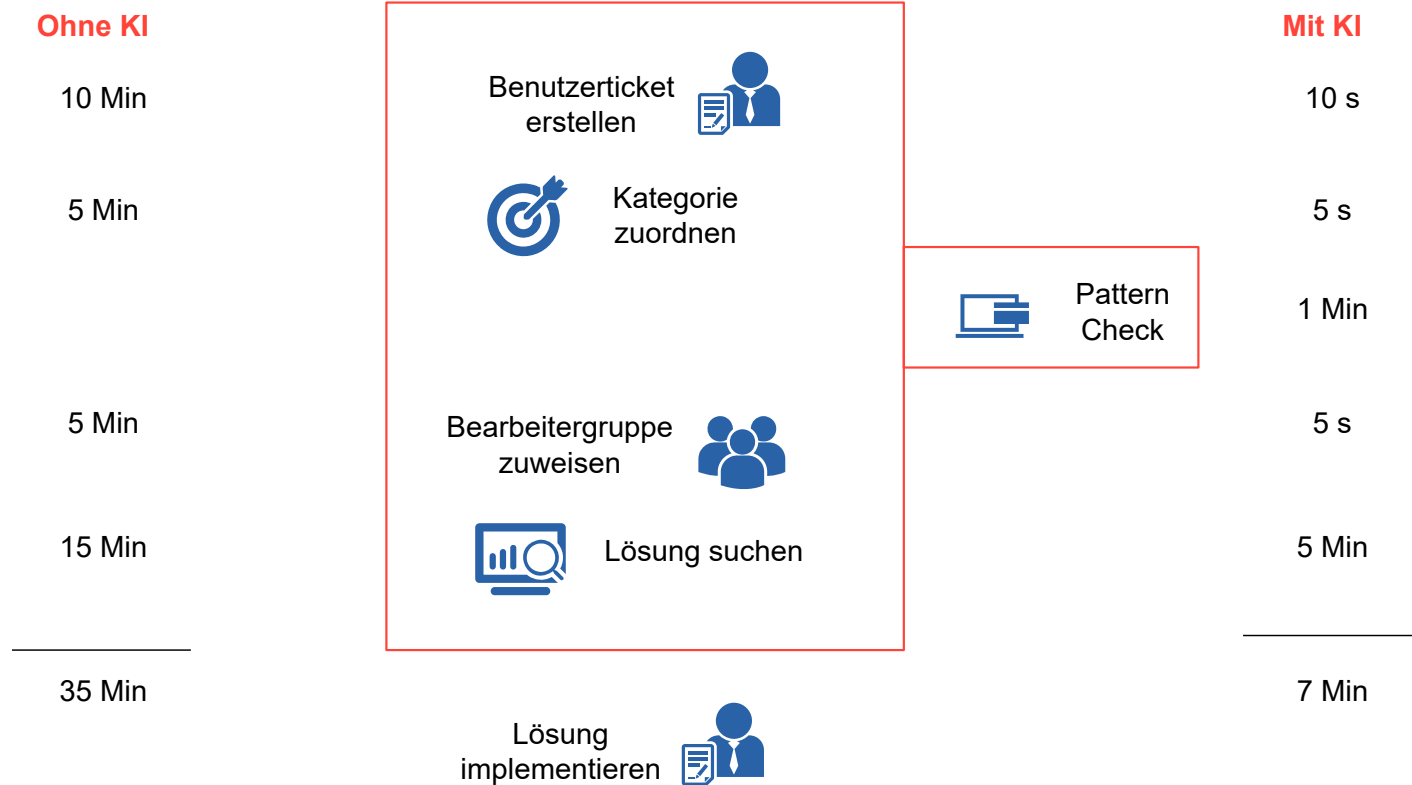 Ohne KI
Mit KI
10 Min
Benutzerticket
erstellen
10 s
5 Min
Kategorie
zuordnen
5 s
Pattern
Check
1 Min
5 Min
Bearbeitergruppe
zuweisen
5 s
15 Min
Lösung suchen
5 Min
35 Min
7 Min
Lösung
implementieren